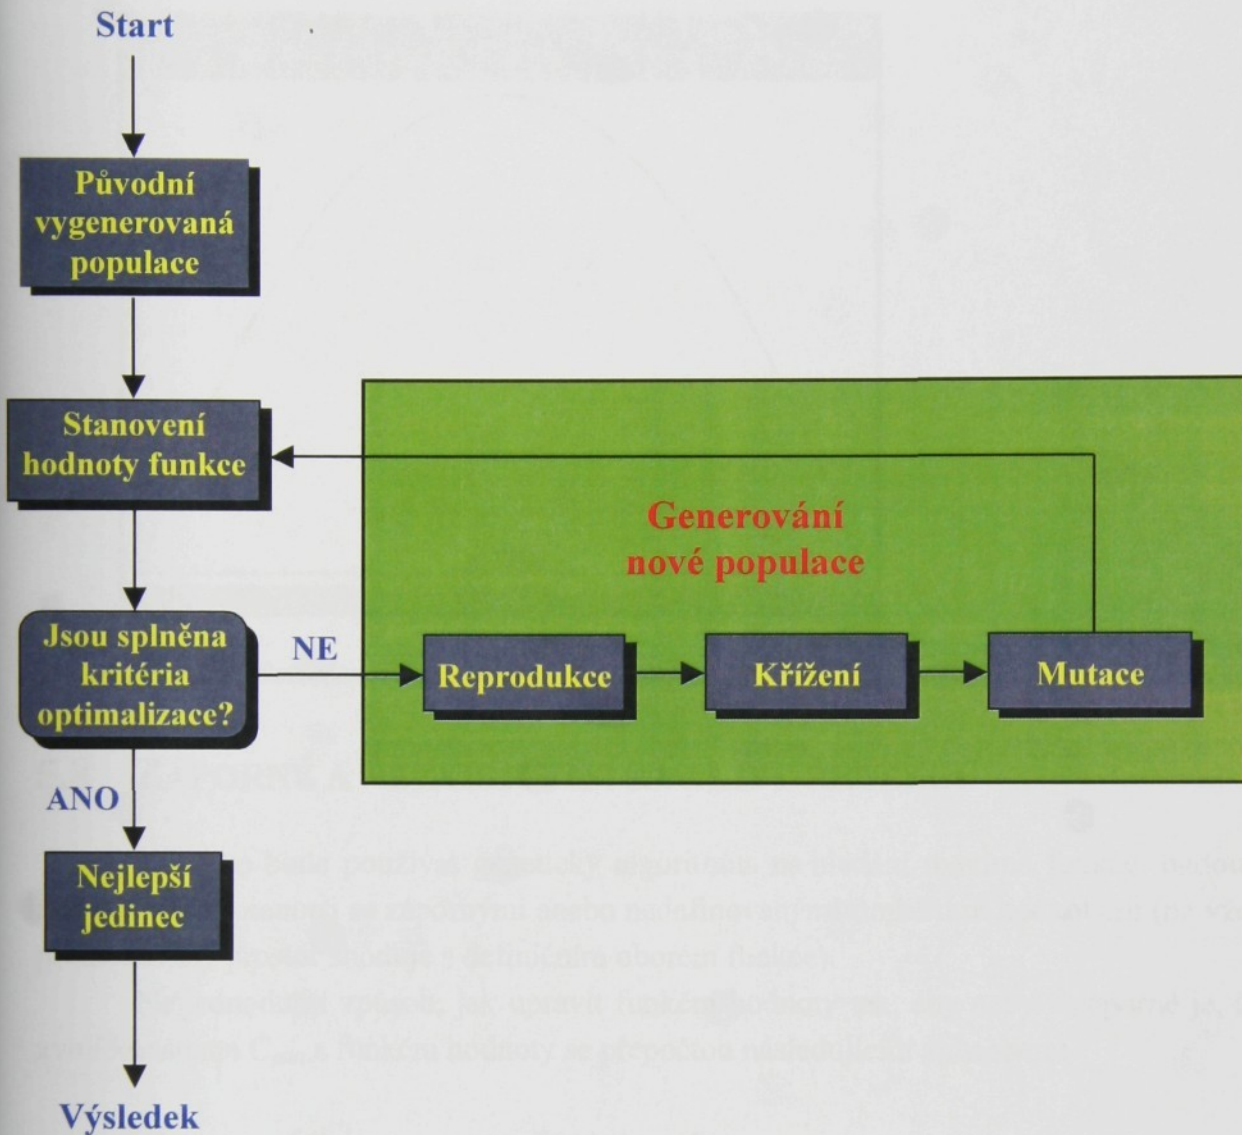 Start
Původní
vygenerovaná
populace
Stanovení
hodnoty funkce
Generování
nové populace
Jsou splněna
kritéria
optimalizace?
NE
Reprodukce
Křížení
Mutace
ANO
Nejlepší
jedinec
Výsledek